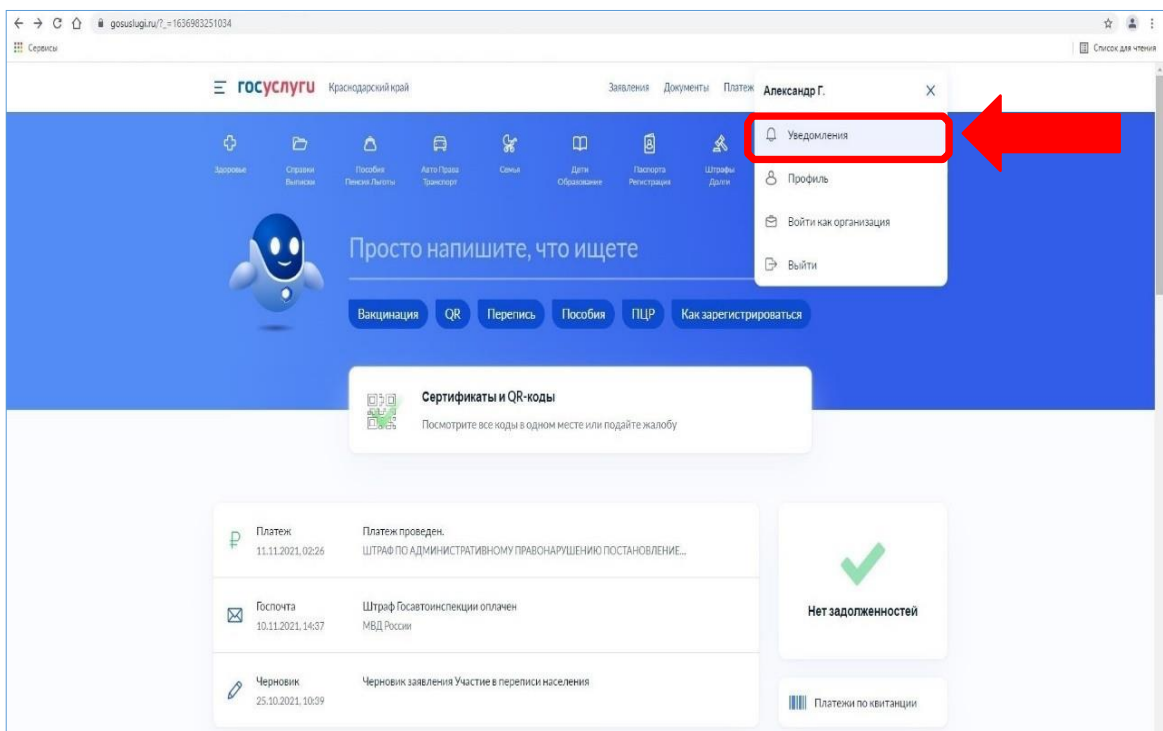 gosuslugi.ru/?_=1636983251034
Сервисы
Список для чтения
госуслуги
Краснодарский край
Заявления Документы Платеж
Александр Г.
Уведомления
Профиль
Войти как организация
Выйти
Здоровье
Справки
Выписки
Пособия
Пенсия Льготы
Авто Права
Транспорт
Семья
Дети
Образование
Паспорта
Регистрация
Штрафы
Долги
Просто напишите, что ищете
Вакцинация QR Перепись Пособия ПЦР Как зарегистрироваться
Сертификаты и QR-коды
Посмотрите все коды в одном месте или подайте жалобу
Платеж
11.11.2021, 02:26
Платеж проведен.
ШТРАФ ПО АДМИНИСТРАТИВНОМУ ПРАВОНАРУШЕНИЮ ПОСТАНОВЛЕНИЕ...
Госпочта
10.11.2021, 14:37
Штраф Госавтоинспекции оплачен
МВД России
Черновик
25.10.2021, 10:39
Черновик заявления Участие в переписи населения
Нет задолженностей
Платежи по квитанции